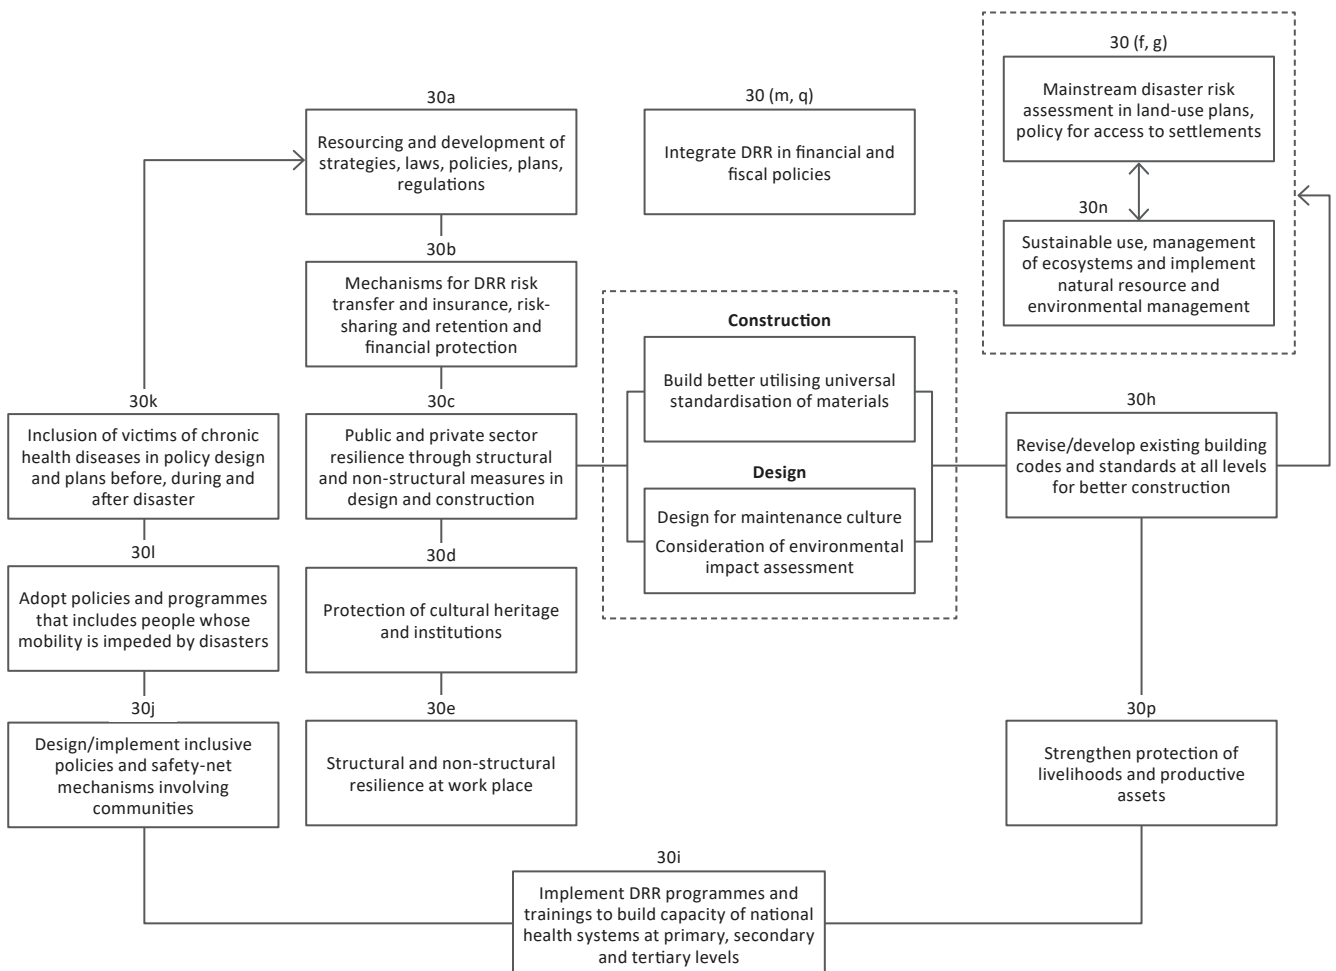 30 (f, g)
Mainstream disaster risk
assessment in land-use plans,
policy for access to settlements
30n
Sustainable use, management
of ecosystems and implement
natural resource and
environmental management
30a
Resourcing and development of
strategies, laws, policies, plans,
regulations
30 (m, q)
Integrate DRR in financial and
fiscal policies
30b
Mechanisms for DRR risk
transfer and insurance, risk-
sharing and retention and
financial protection
Construction
Build better utilising universal
standardisation of materials
Design
Design for maintenance culture
Consideration of environmental
impact assessment
30k
Inclusion of victims of chronic
health diseases in policy design
and plans before, during and
after disaster
30c
Public and private sector
resilience through structural
and non-structural measures in
design and construction
30h
Revise/develop existing building
codes and standards at all levels
for better construction
30l
Adopt policies and programmes
that includes people whose
mobility is impeded by disasters
30d
Protection of cultural heritage
and institutions
30j
Design/implement inclusive
policies and safety-net
mechanisms involving
communities
30e
Structural and non-structural
resilience at work place
30p
Strengthen protection of
livelihoods and productive
assets
30i
Implement DRR programmes and
trainings to build capacity of national
health systems at primary, secondary
and tertiary levels